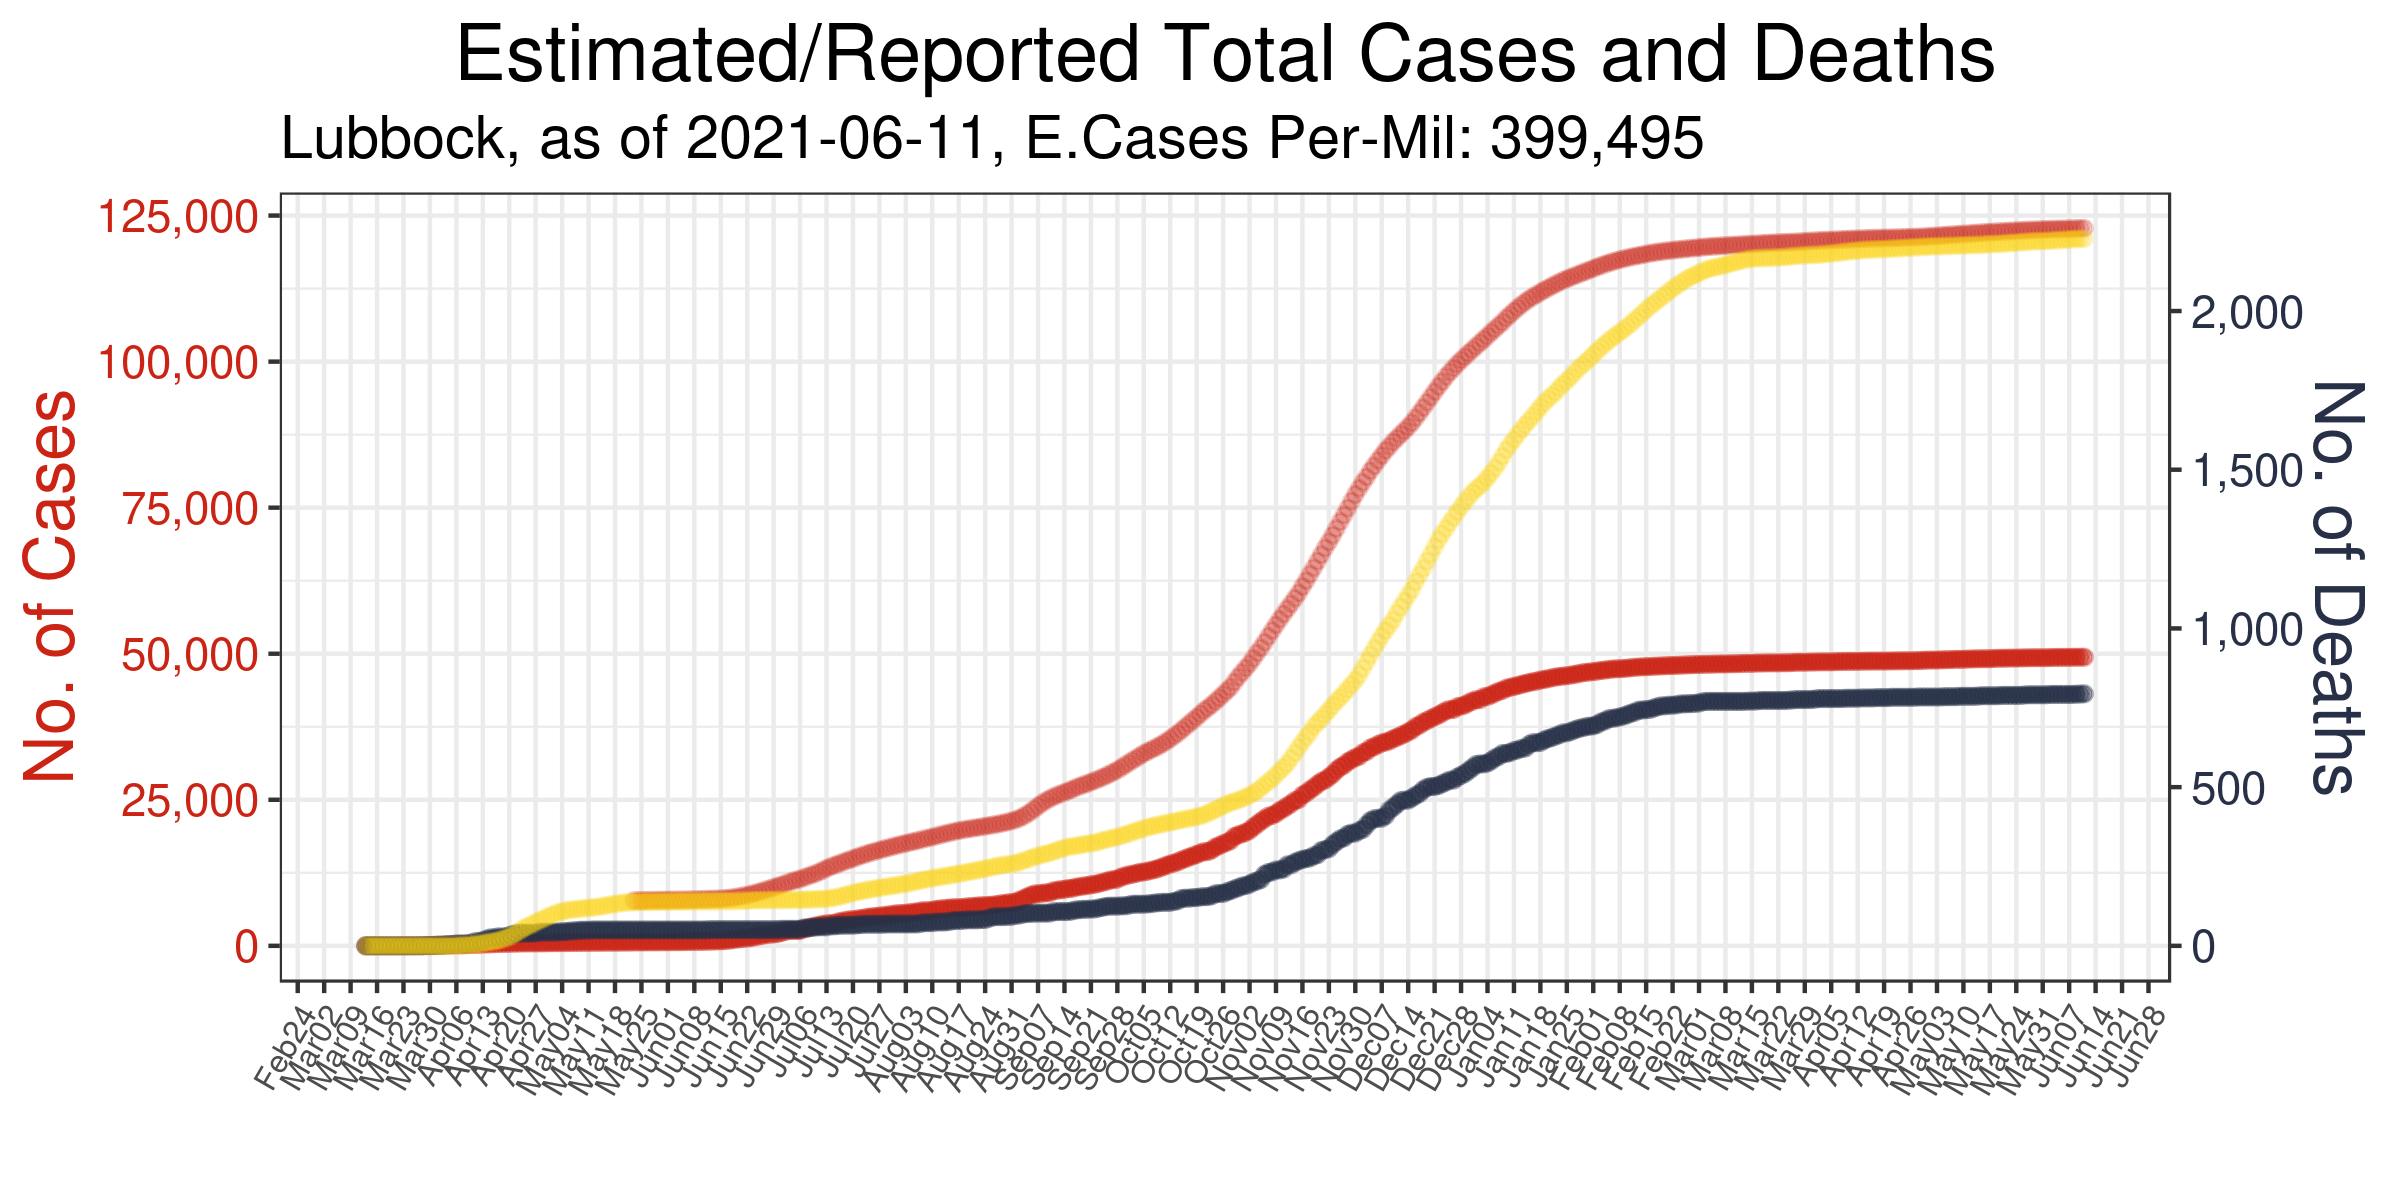 Estimated/Reported Total Cases and Deaths
Lubbock, as of 2021-06-11, E.Cases Per-Mil: 399,495
No. of Cases
125,000
100,000
75,000
50,000
25,000
0
2,000
1,500
1,000
500
0
No. of Deaths
Feb24
Mar02
Mar09
Mar16
Mar23
Mar30
Apr06
Apr13
Apr20
Apr27
May04
May11
May18
May25
Jun01
Jun08
Jun15
Jun22
Jun29
Jul06
Jul13
Jul20
Jul27
Aug03
Aug10
Aug17
Aug24
Aug31
Sep07
Sep14
Sep21
Sep28
Oct05
Oct12
Oct19
Oct26
Nov02
Nov09
Nov16
Nov23
Nov30
Dec07
Dec14
Dec21
Dec28
Jan04
Jan11
Jan18
Jan25
Feb01
Feb08
Feb15
Feb22
Mar01
Mar08
Mar15
Mar22
Mar29
Apr05
Apr12
Apr19
Apr26
May03
May10
May17
May24
May31
Jun07
Jun14
Jun21
Jun28